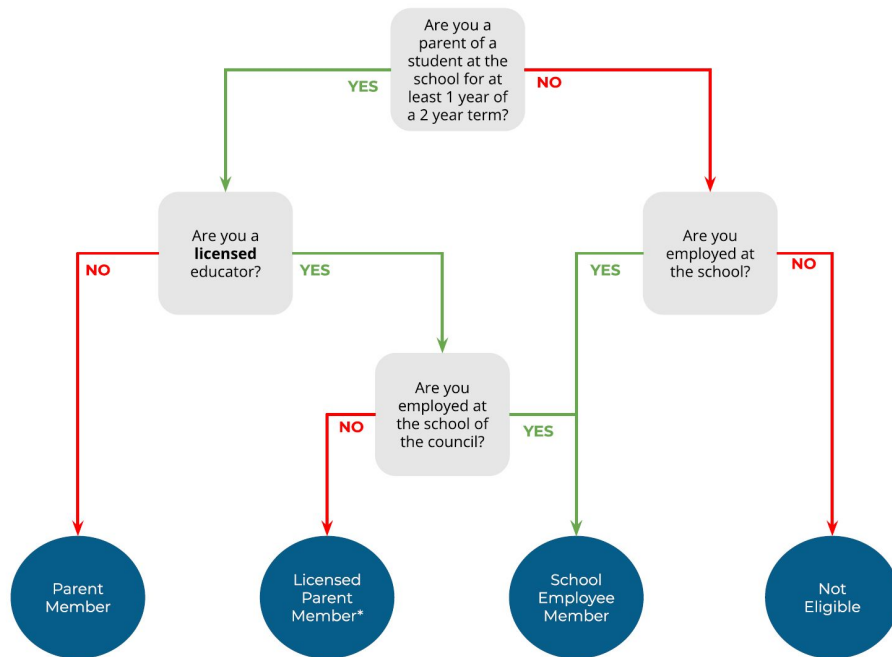 Are you a
parent of a
student at the
school for at
least 1 year of
a 2 year term?
YES
NO
Are you a
licensed
educator?
Are you
employed at
the school?
NO
YES
YES
NO
Are you
employed at
the school of
the council?
NO
YES
Parent
Member
Licensed
Parent
Member*
School
Employee
Member
Not
Eligible